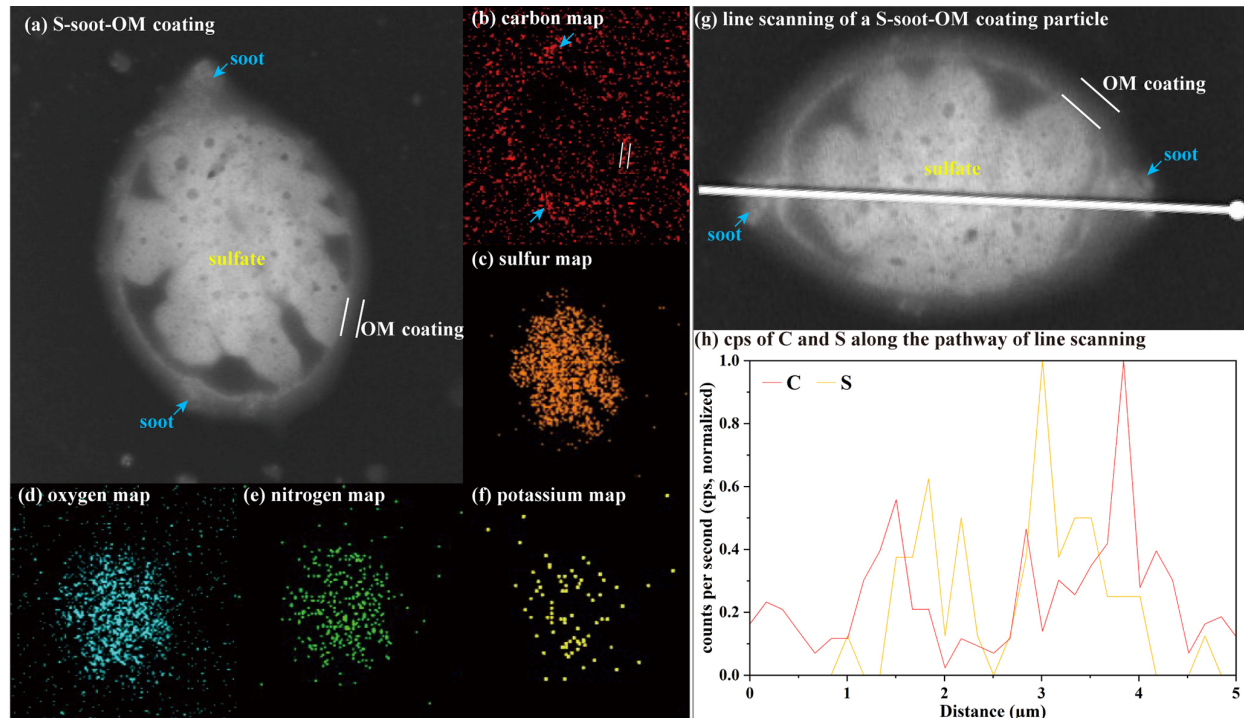 (a) S-soot-OM coating
soot
sulfate
OM coating
soot
(b) carbon map
(c) sulfur map
(d) oxygen map
(e) nitrogen map
(f) potassium map
(g) line scanning of a S-soot-OM coating particle
OM coating
soot
sulfate
soot
(h) cps of C and S along the pathway of line scanning
counts per second (cps, normalized)
1.0
0.8
0.6
0.4
0.2
0.0
C
S
0
1
2
3
4
5
Distance (μm)